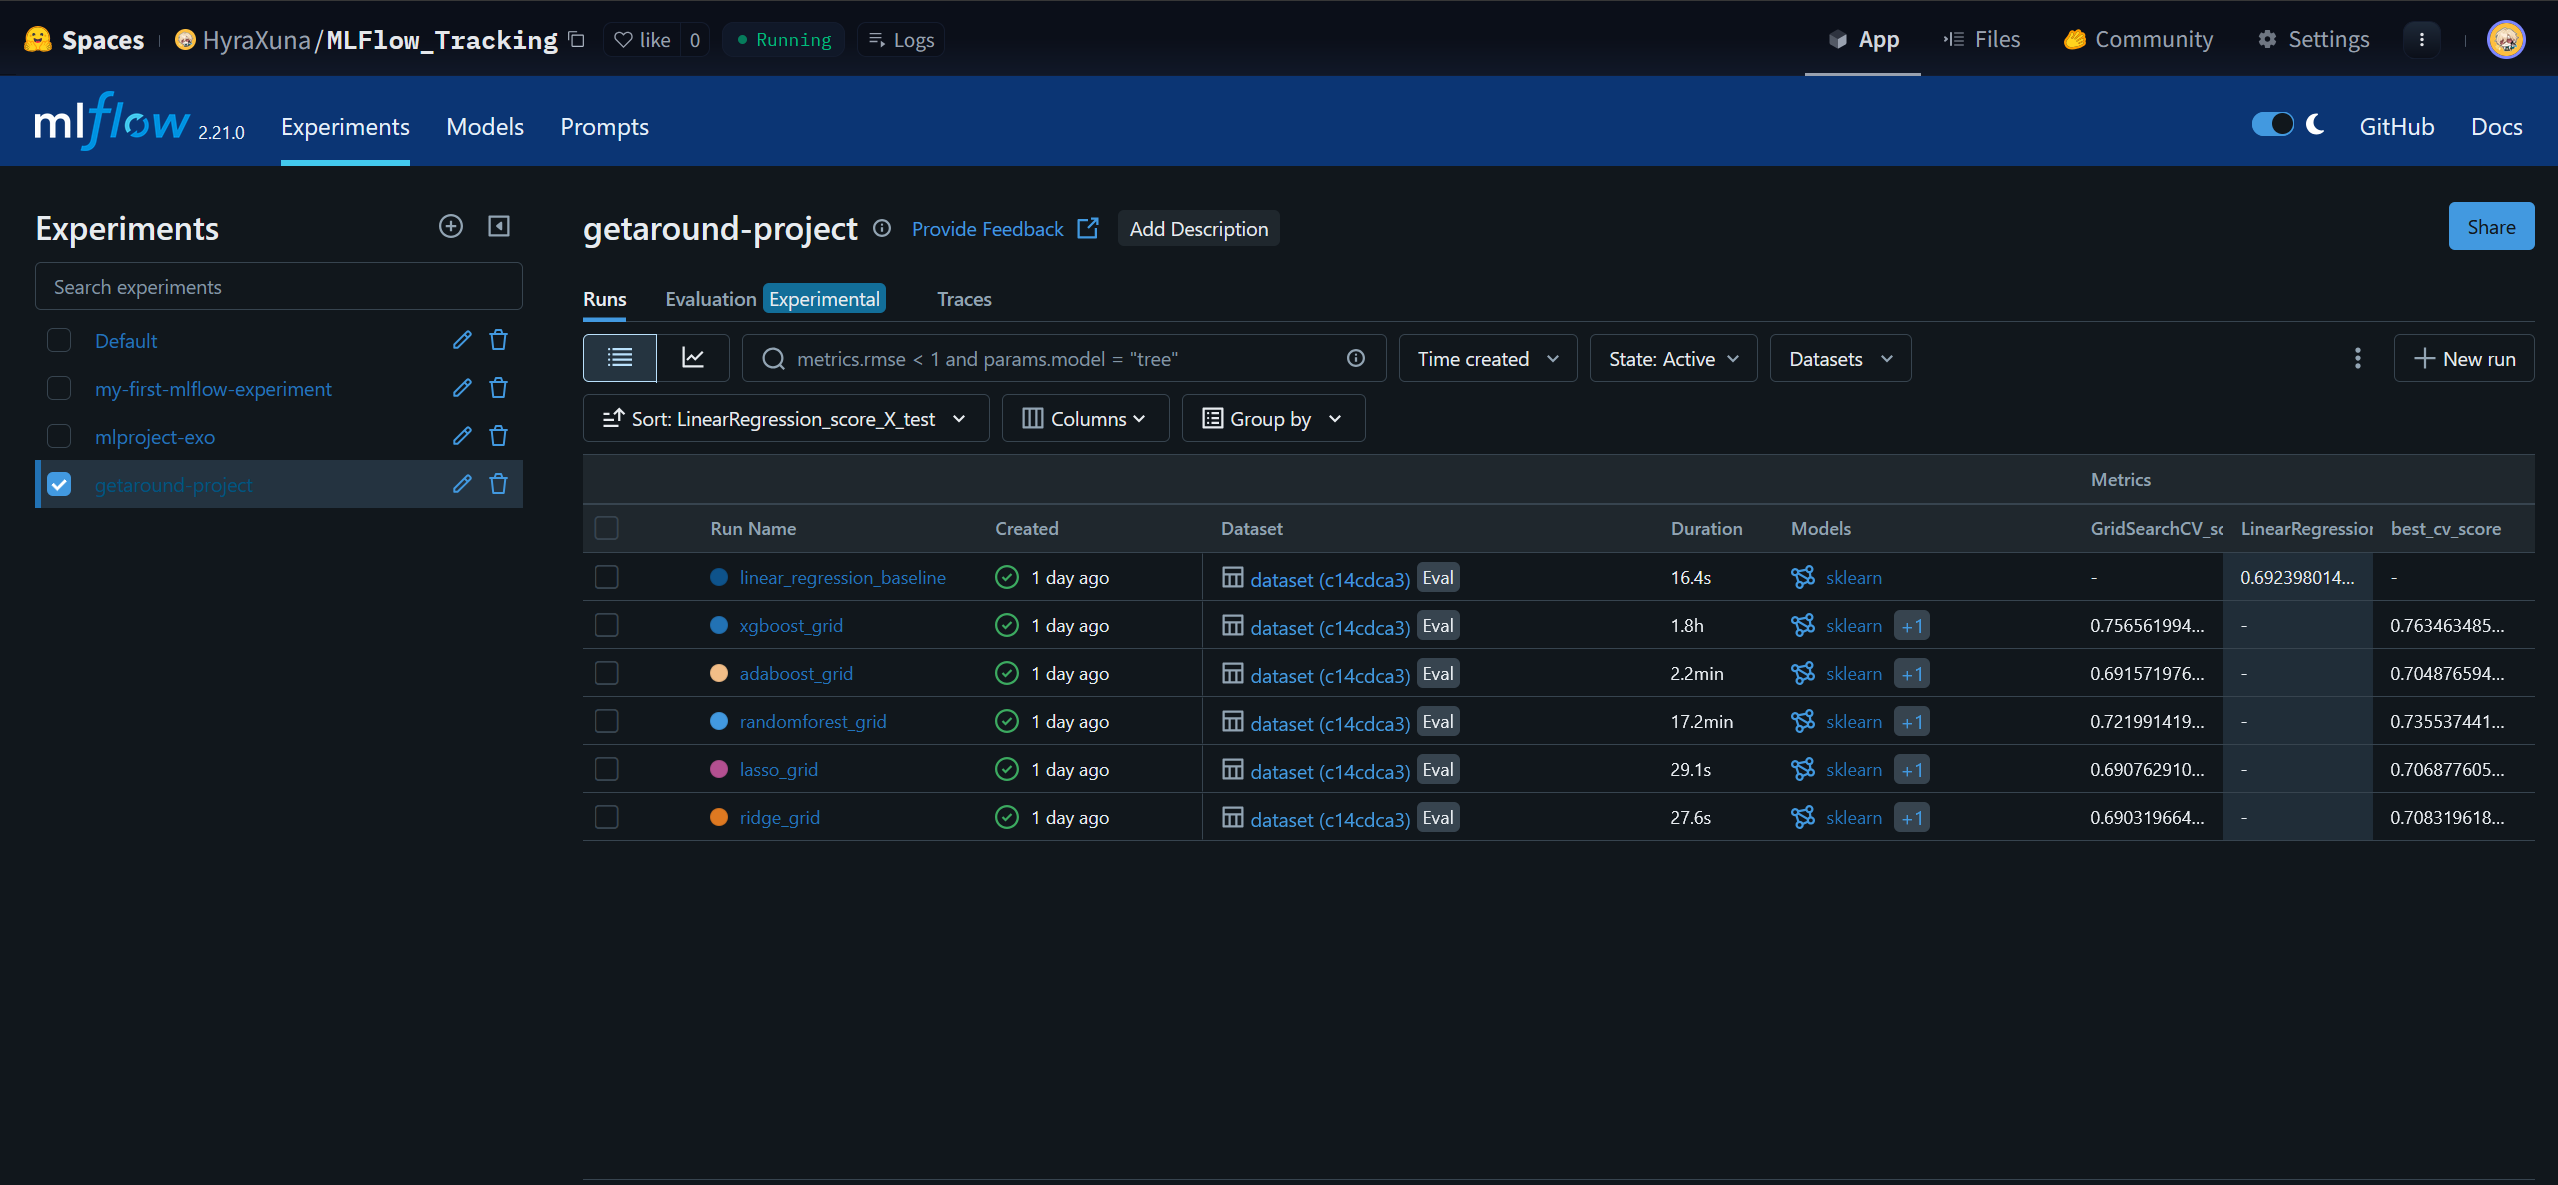 Spaces HyraXuna/MLFlow_Tracking like 0 Running Logs App Files Community Settings
mlflow 2.21.0 Experiments Models Prompts GitHub Docs
Experiments
Search experiments
Default
my-first-mlflow-experiment
mlproject-exo
getaround-project
getaround-project Provide Feedback Add Description Share
Runs Evaluation Experimental Traces
metrics.rmse < 1 and params.model = "tree" Time created State: Active Datasets New run
Sort: LinearRegression_score_X_test Columns Group by
Metrics
Run Name Created Dataset Duration Models GridSearchCV_sc LinearRegression best_cv_score
linear_regression_baseline 1 day ago dataset (c14cdca3) Eval 16.4s sklearn - 0.692398014... -
xgboost_grid 1 day ago dataset (c14cdca3) Eval 1.8h sklearn +1 0.756561994... - 0.763463485...
adaboost_grid 1 day ago dataset (c14cdca3) Eval 2.2min sklearn +1 0.691571976... - 0.704876594...
randomforest_grid 1 day ago dataset (c14cdca3) Eval 17.2min sklearn +1 0.721991419... - 0.735537441...
lasso_grid 1 day ago dataset (c14cdca3) Eval 29.1s sklearn +1 0.690762910... - 0.706877605...
ridge_grid 1 day ago dataset (c14cdca3) Eval 27.6s sklearn +1 0.690319664... - 0.708319618...